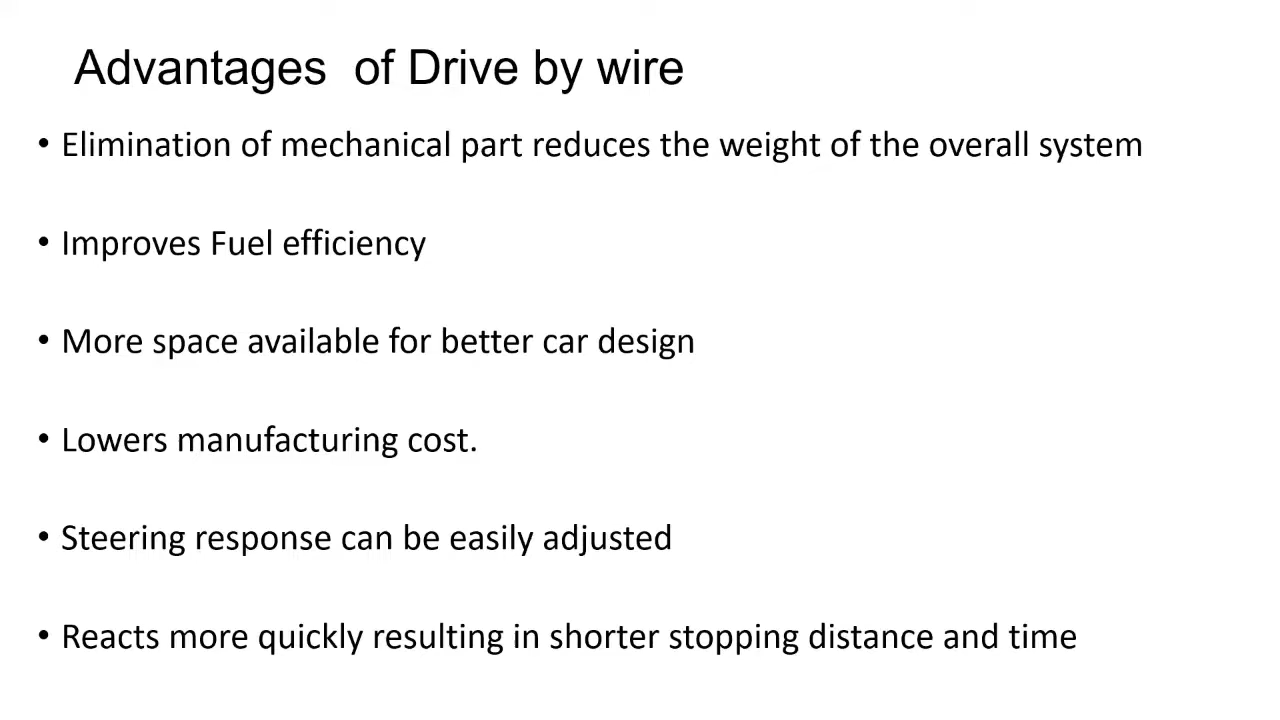 Advantages  of Drive by wire
• Elimination of mechanical part reduces the weight of the overall system
• Improves Fuel efficiency
• More space available for better car design
• Lowers manufacturing cost.
• Steering response can be easily adjusted
• Reacts more quickly resulting in shorter stopping distance and time